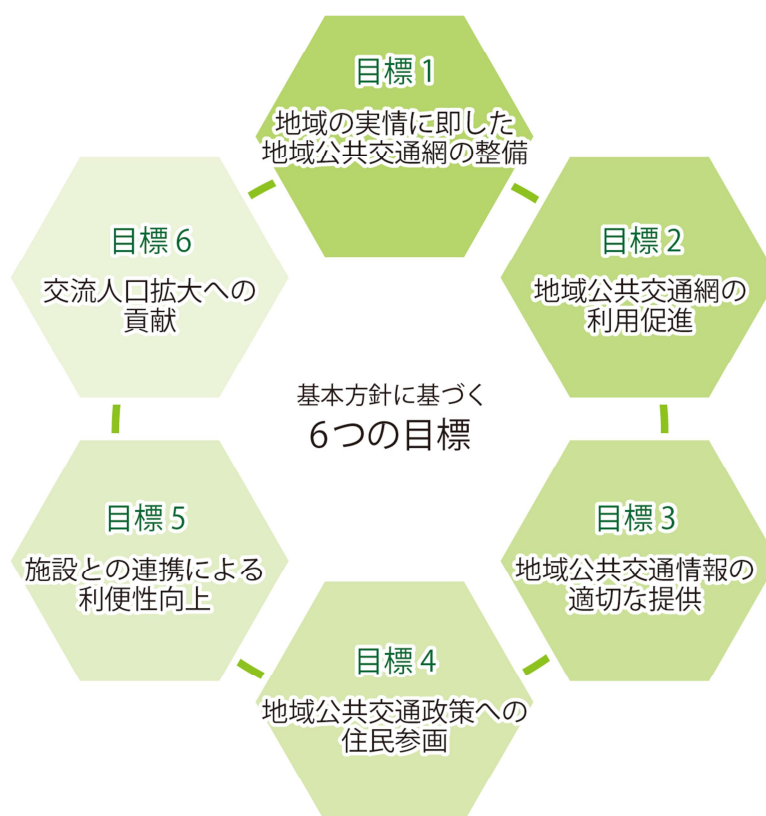 目標1
地域の実情に即した
地域公共交通網の整備
目標2
地域公共交通網の
利用促進
目標3
地域公共交通情報の
適切な提供
目標4
地域公共交通政策への
住民参画
目標5
施設との連携による
利便性向上
目標6
交流人口拡大への
貢献
基本方針に基づく
6つの目標